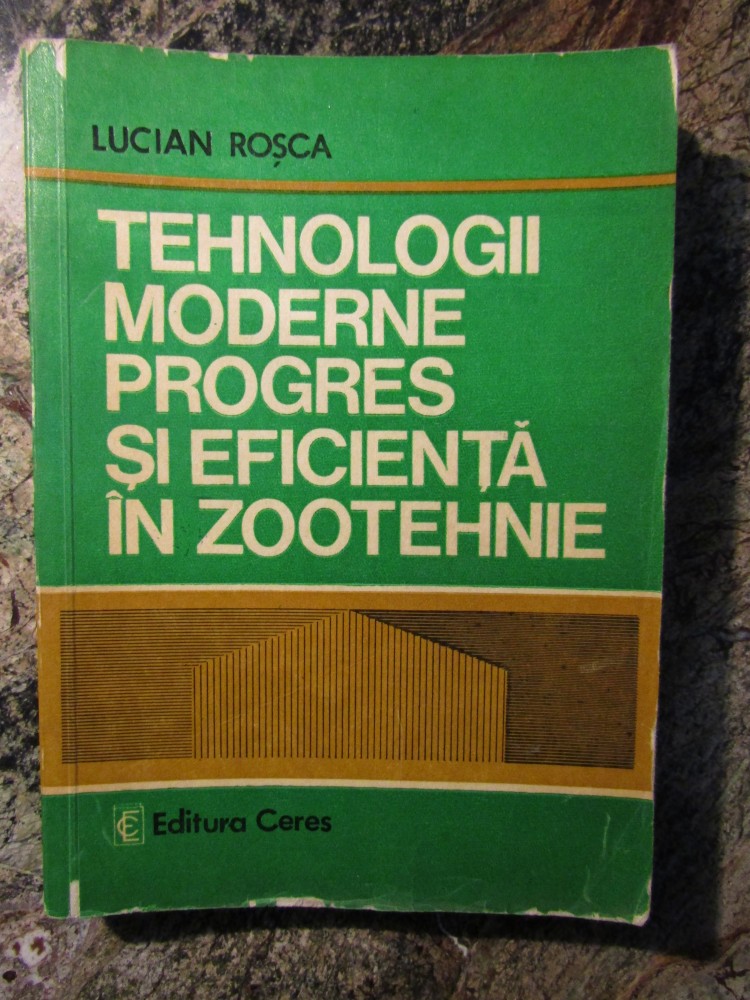 LUCIAN ROȘCA
TEHNOLOGII
MODERNE
PROGRES
ȘI EFICIENȚĂ
ÎN ZOOTEHNIE
EC Editura Ceres